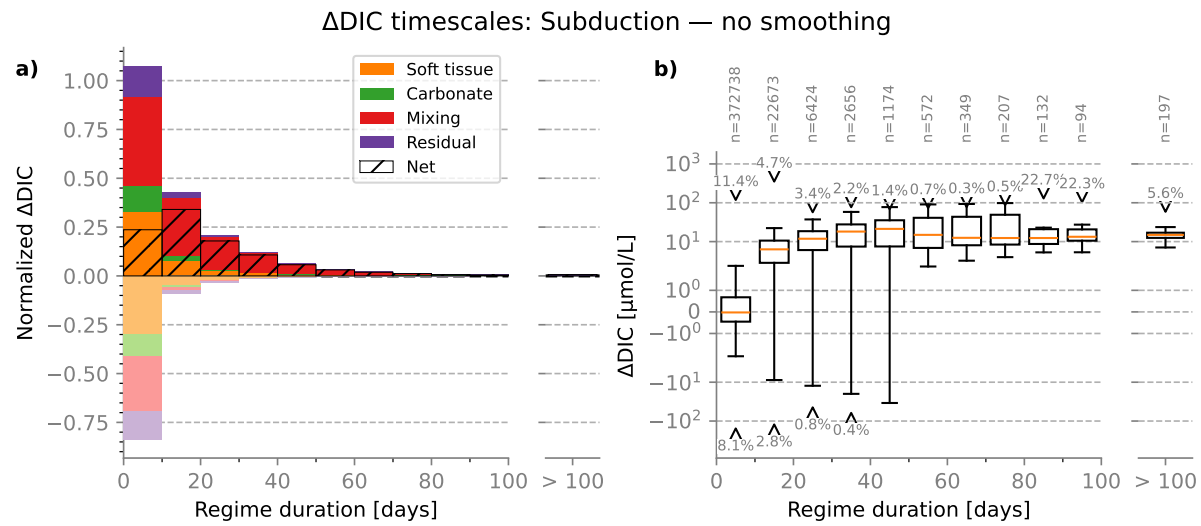 ΔDIC timescales: Subduction — no smoothing
a)
Normalized ΔDIC
1.00
0.75
0.50
0.25
0.00
−0.25
−0.50
−0.75
Soft tissue
Carbonate
Mixing
Residual
Net
0 20 40 60 80 100 > 100
Regime duration [days]
b)
n=372738
n=22673
n=6424
n=2656
n=1174
n=572
n=349
n=207
n=132
n=94
n=197
ΔDIC [μmol/L]
10³
10²
10¹
10⁰
0
−10⁰
−10¹
−10²
11.4% 4.7% 3.4% 2.2% 1.4% 0.7% 0.3% 0.5% 22.7% 22.3% 5.6%
8.1% 2.8% 0.8% 0.4%
0 20 40 60 80 100 > 100
Regime duration [days]